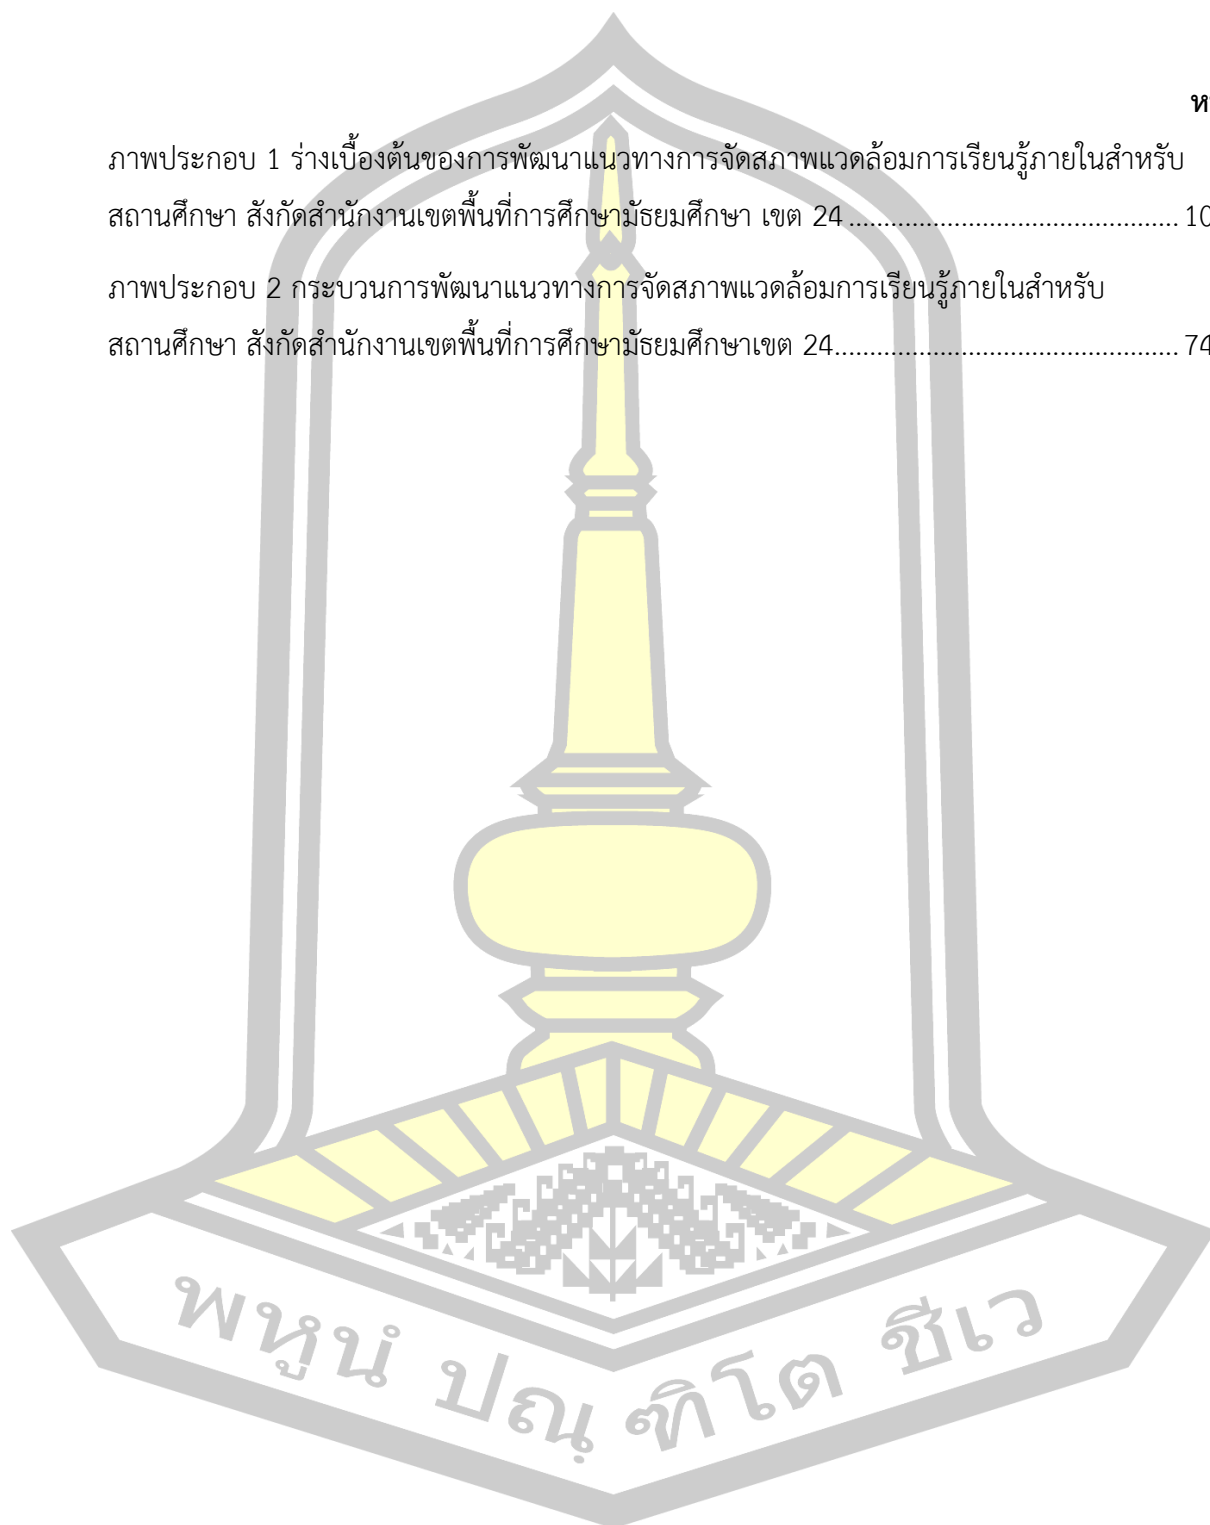 ภาพประกอบ 1 ร่างเบื้องต้นของการพัฒนาแนวทางการจัดสภาพแวดล้อมการเรียนรู้ภายในสำหรับ
สถานศึกษา สังกัดสำนักงานเขตพื้นที่การศึกษามัธยมศึกษา เขต 24 ............................................... 10
ภาพประกอบ 2 กระบวนการพัฒนาแนวทางการจัดสภาพแวดล้อมการเรียนรู้ภายในสำหรับ
สถานศึกษา สังกัดสำนักงานเขตพื้นที่การศึกษามัธยมศึกษาเขต 24................................................. 74
พหูนํ ปณฺฑิโต ชีเว